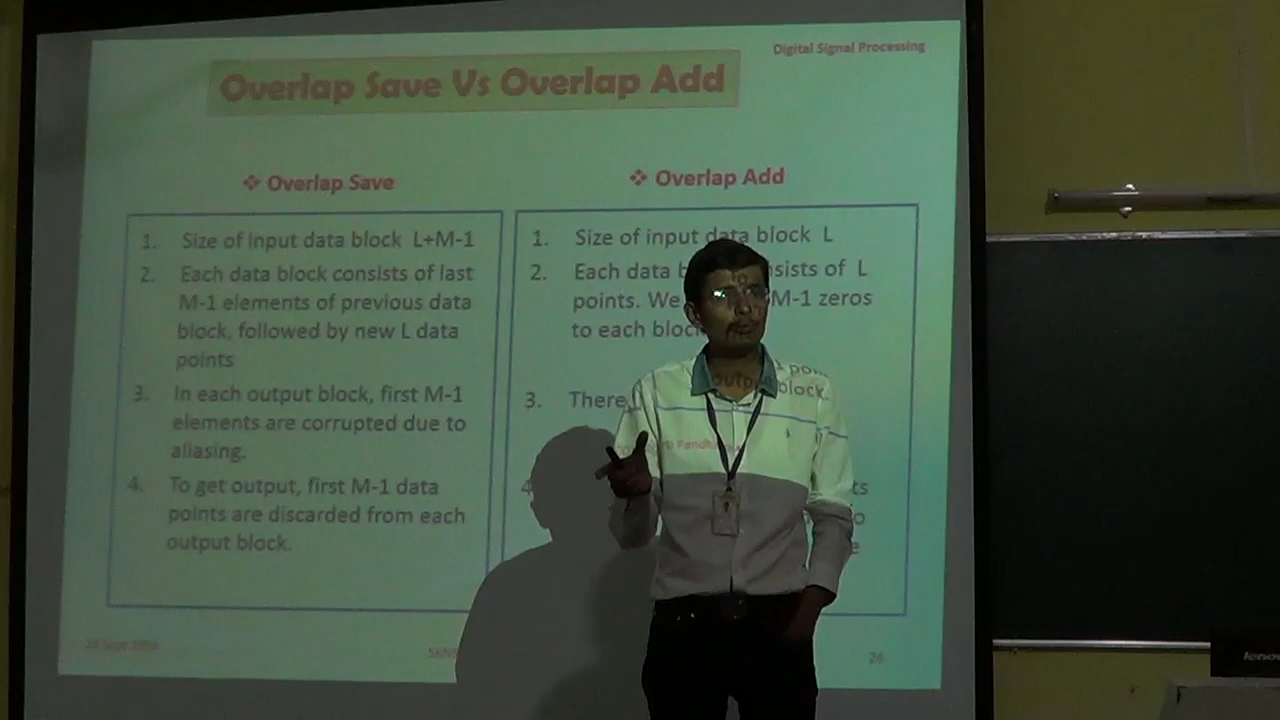 Digital Signal Processing
Overlap Save Vs Overlap Add
❖ Overlap Save
1. Size of input data block L+M-1
2. Each data block consists of last
M-1 elements of previous data
block, followed by new L data
points
3. In each output block, first M-1
elements are corrupted due to
aliasing.
4. To get output, first M-1 data
points are discarded from each
output block.
❖ Overlap Add
1. Size of input data block L
2. Each data of L
points. We M-1 zeros
to each
3. There
output block.
26
lenovo